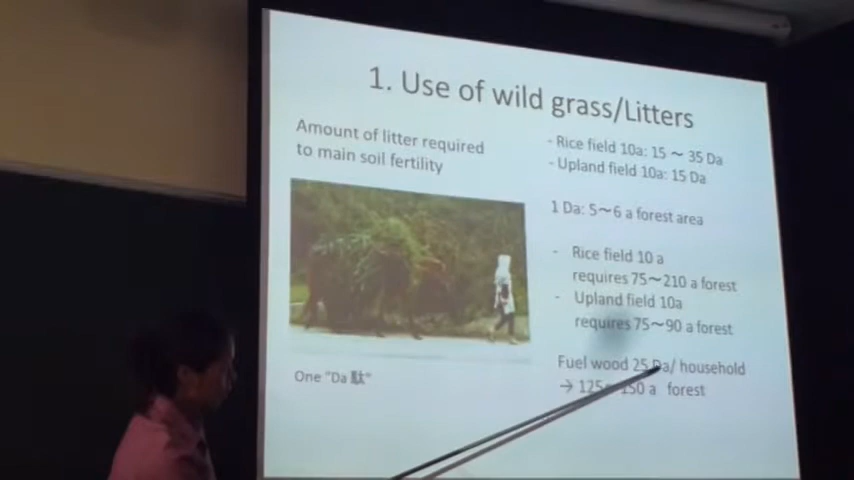 1. Use of wild grass/Litters
Amount of litter required
to main soil fertility
One "Da 駄"
- Rice field 10a: 15 ～ 35 Da
- Upland field 10a: 15 Da
1 Da: 5～6 a forest area
- Rice field 10 a
requires 75～210 a forest
- Upland field 10a
requires 75～90 a forest
Fuel wood 25 Da/ household
→ 125～150 a forest